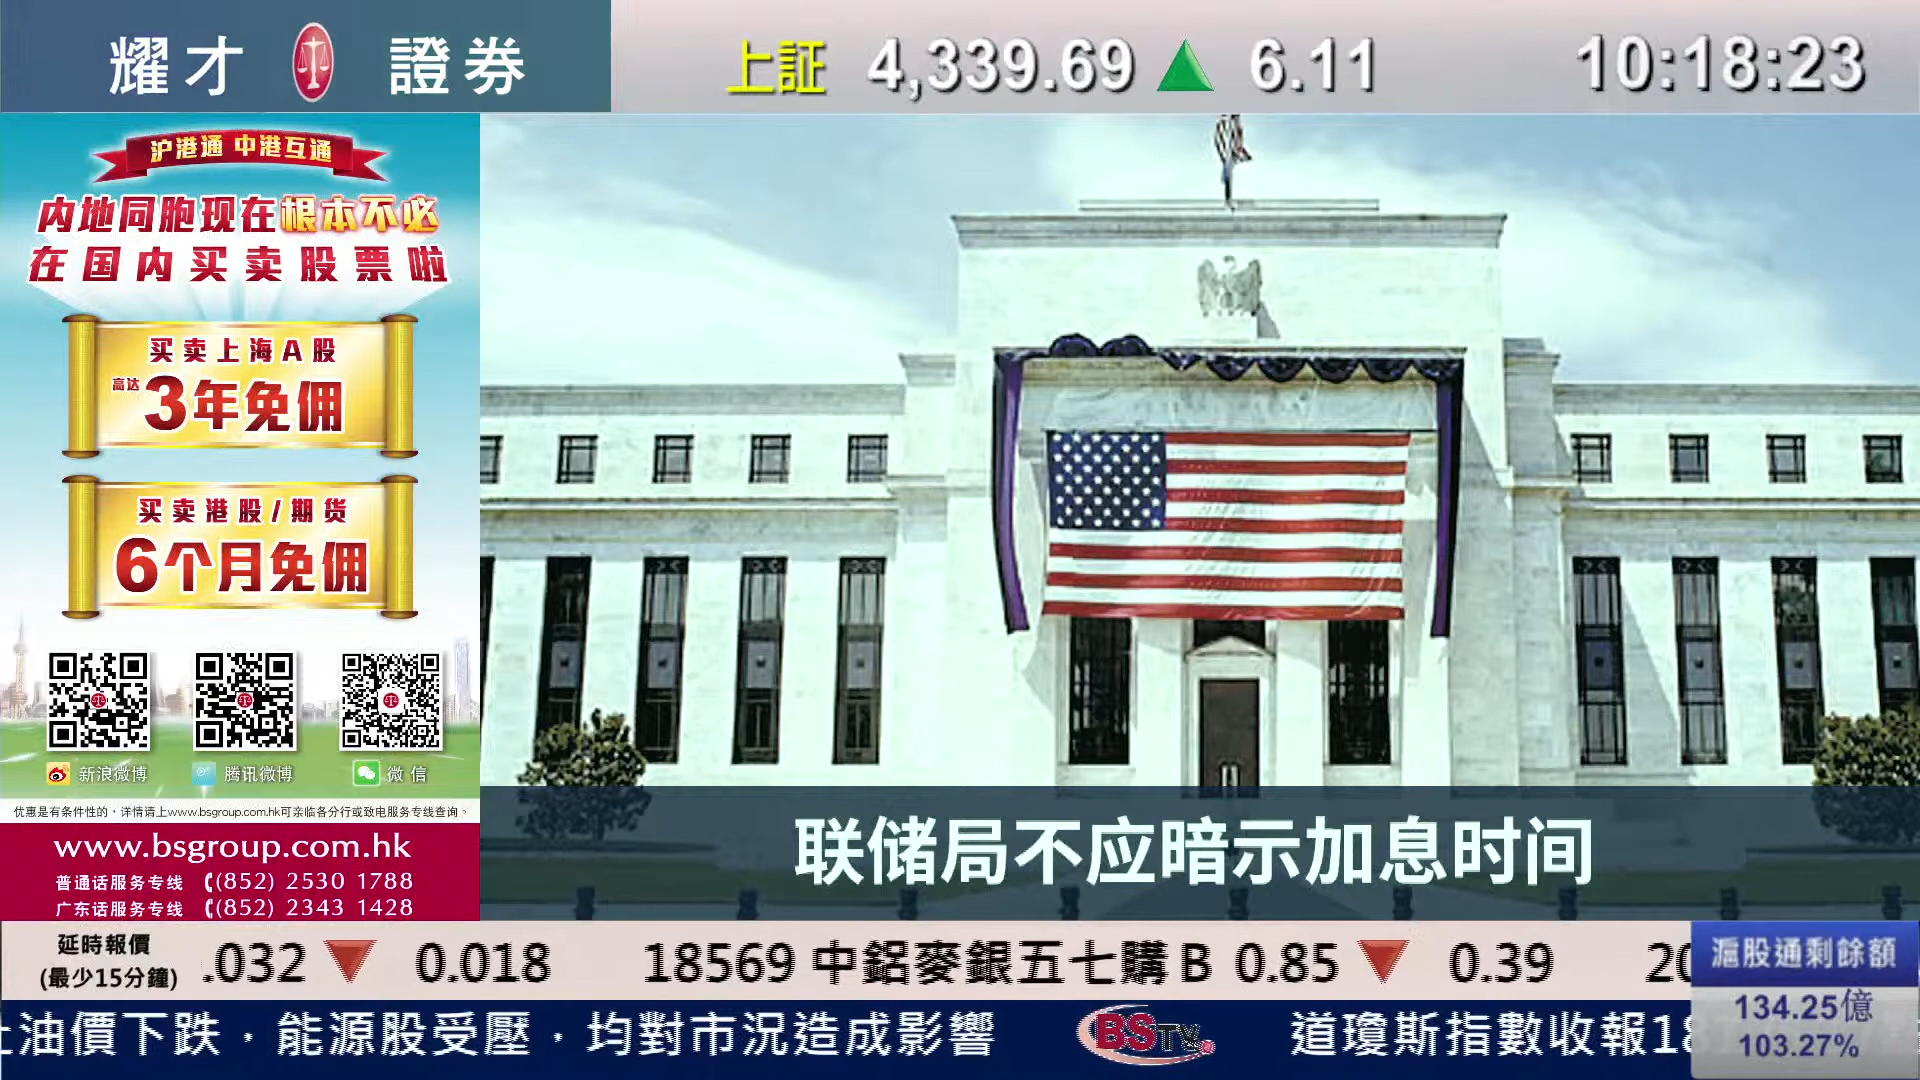 耀才 證券
上証 4,339.69 ▲ 6.11
10:18:23
沪港通 中港互通
内地同胞现在根本不必
在国内买卖股票啦
买卖上海A股
高达3年免佣
买卖港股/期货
6个月免佣
新浪微博
腾讯微博
微信
优惠是有条件性的，详情请上www.bsgroup.com.hk可亲临各分行或致电服务专线查询。
www.bsgroup.com.hk
普通话服务专线 (852) 2530 1788
广东话服务专线 (852) 2343 1428
联储局不应暗示加息时间
延時報價
(最少15分鐘)
.032 ▼ 0.018 18569 中鋁麥銀五七購B 0.85 ▼ 0.39 20
滬股通剩餘額
134.25億
103.27%
油價下跌，能源股受壓，均對市況造成影響
BSTV
道瓊斯指數收報18